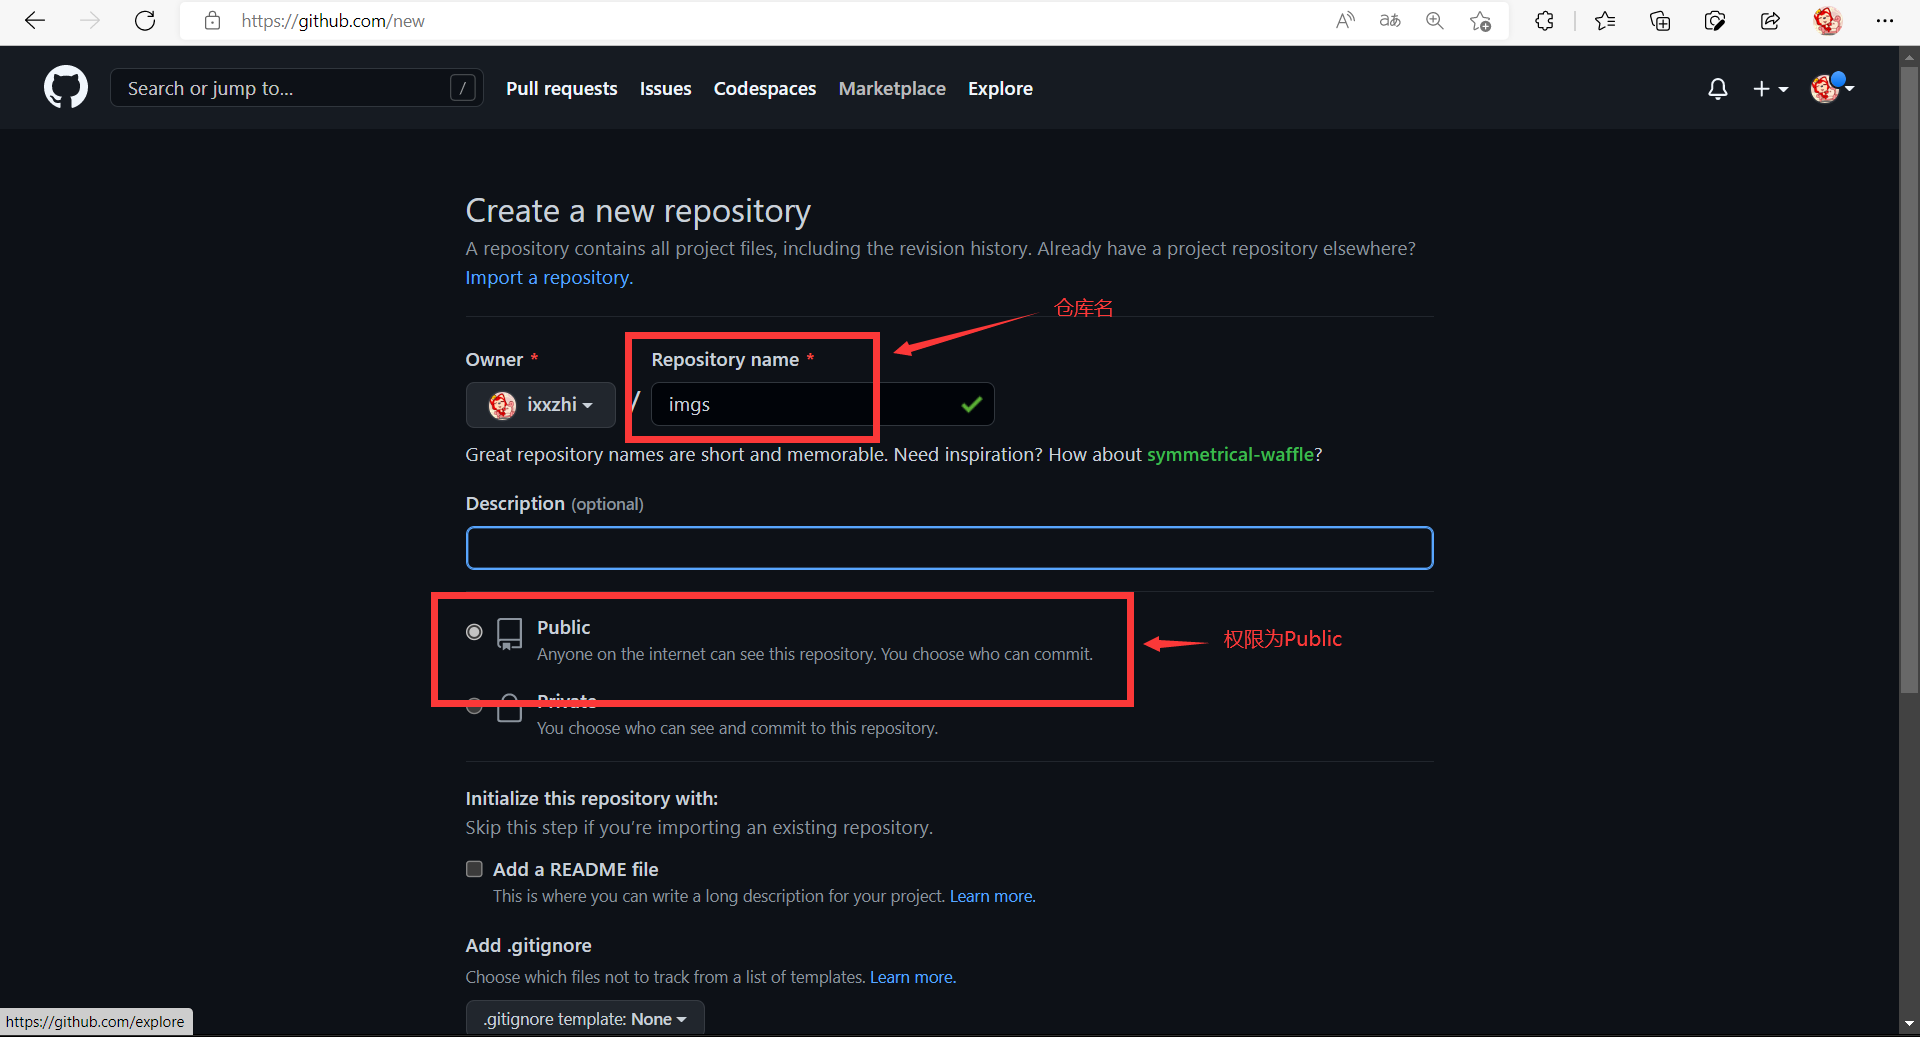 https://github.com/new
Search or jump to...
/
Pull requests
Issues
Codespaces
Marketplace
Explore
Create a new repository
A repository contains all project files, including the revision history. Already have a project repository elsewhere?
Import a repository.
仓库名
Owner *
Repository name *
ixxzhi
/
imgs
Great repository names are short and memorable. Need inspiration? How about symmetrical-waffle?
Description (optional)
Public
Anyone on the internet can see this repository. You choose who can commit.
权限为Public
Private
You choose who can see and commit to this repository.
Initialize this repository with:
Skip this step if you're importing an existing repository.
Add a README file
This is where you can write a long description for your project. Learn more.
Add .gitignore
Choose which files not to track from a list of templates. Learn more.
.gitignore template: None
https://github.com/explore